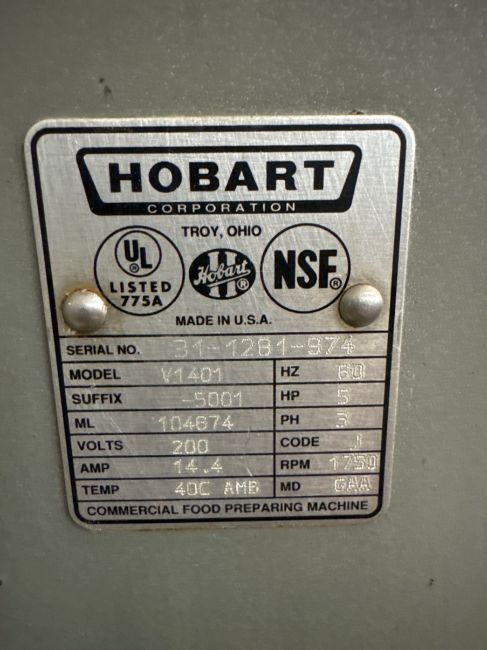 HOBART
CORPORATION
TROY, OHIO
UL ®
LISTED
775A
Hobart ®
NSF®
MADE IN U.S.A.
SERIAL NO. 31-1281-974
MODEL V1401 HZ 60
SUFFIX -5001 HP 5
ML 104674 PH 3
VOLTS 200 CODE J
AMP 14.4 RPM 1750
TEMP 40C AMB MD GAA
COMMERCIAL FOOD PREPARING MACHINE